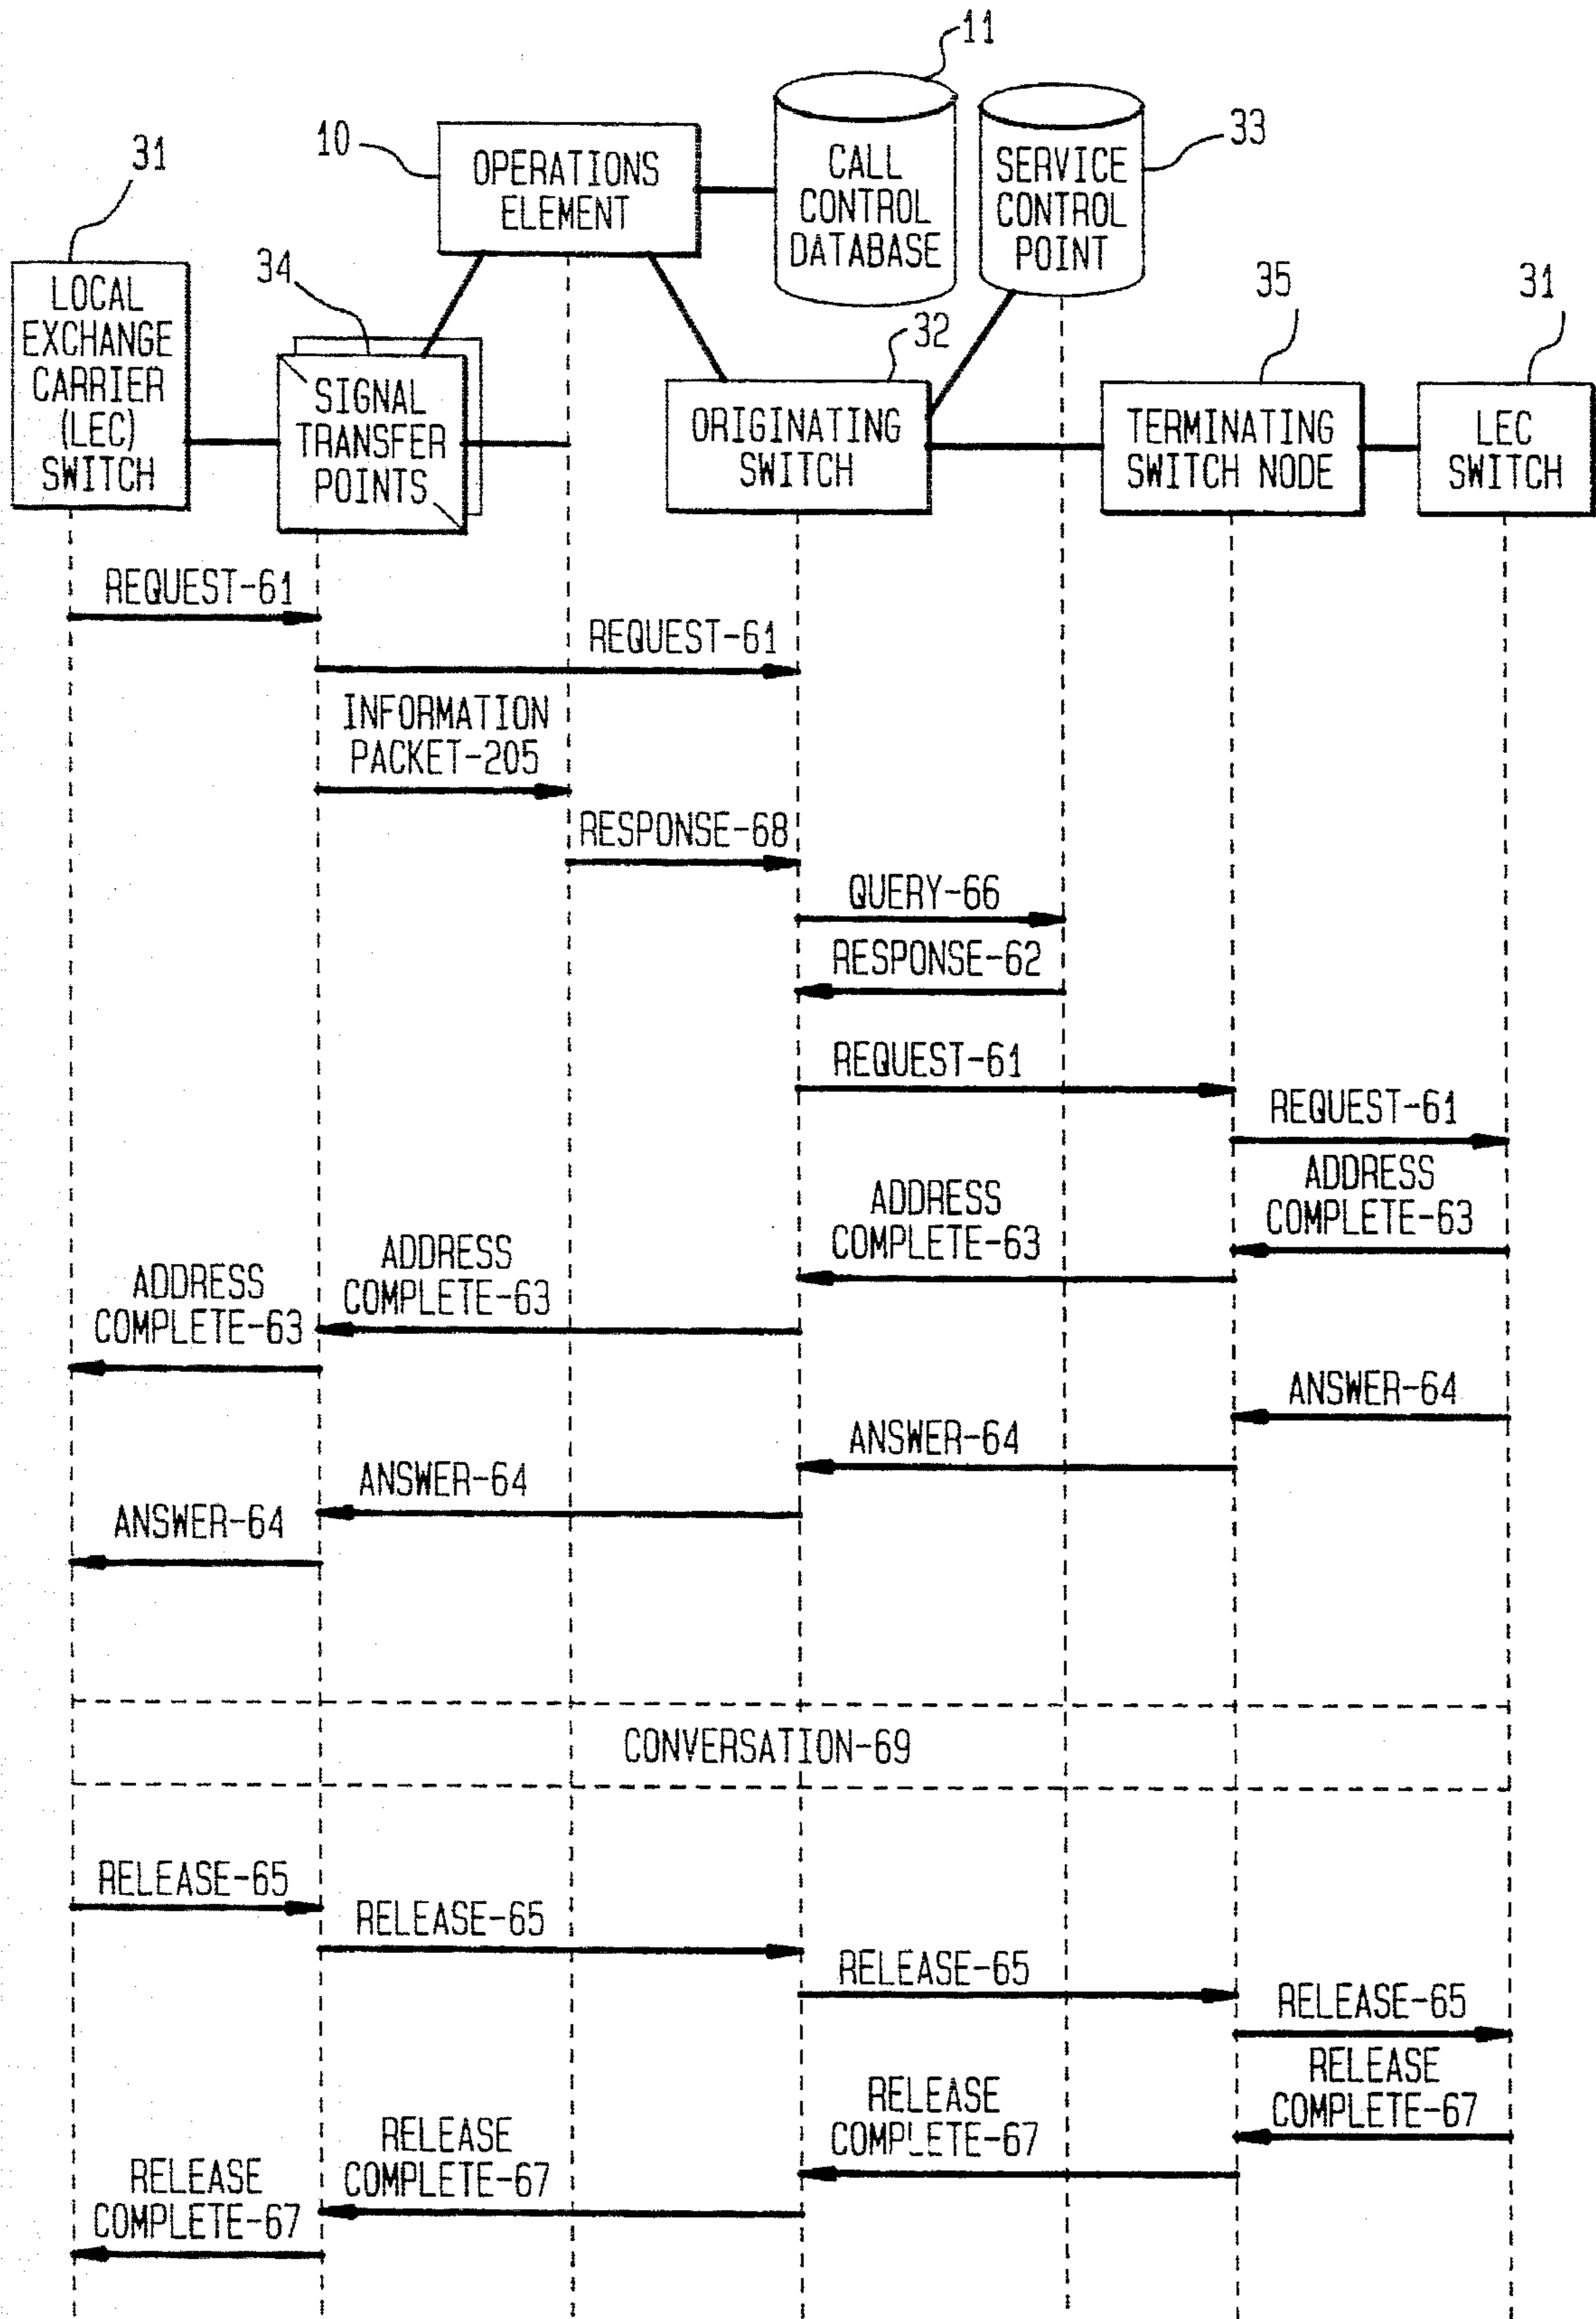 11
33
10
31
OPERATIONS
ELEMENT
CALL
CONTROL
DATABASE
SERVICE
CONTROL
POINT
34
35
31
LOCAL
EXCHANGE
CARRIER
(LEC)
SWITCH
32
SIGNAL
TRANSFER
POINTS
ORIGINATING
SWITCH
TERMINATING
SWITCH NODE
LEC
SWITCH
REQUEST-61
REQUEST-61
INFORMATION
PACKET-205
RESPONSE-68
QUERY-66
RESPONSE-62
REQUEST-61
REQUEST-61
ADDRESS
COMPLETE-63
ADDRESS
COMPLETE-63
ADDRESS
COMPLETE-63
ADDRESS
COMPLETE-63
ANSWER-64
ANSWER-64
ANSWER-64
ANSWER-64
CONVERSATION-69
RELEASE-65
RELEASE-65
RELEASE-65
RELEASE-65
RELEASE
COMPLETE-67
RELEASE
COMPLETE-67
RELEASE
COMPLETE-67
RELEASE
COMPLETE-67